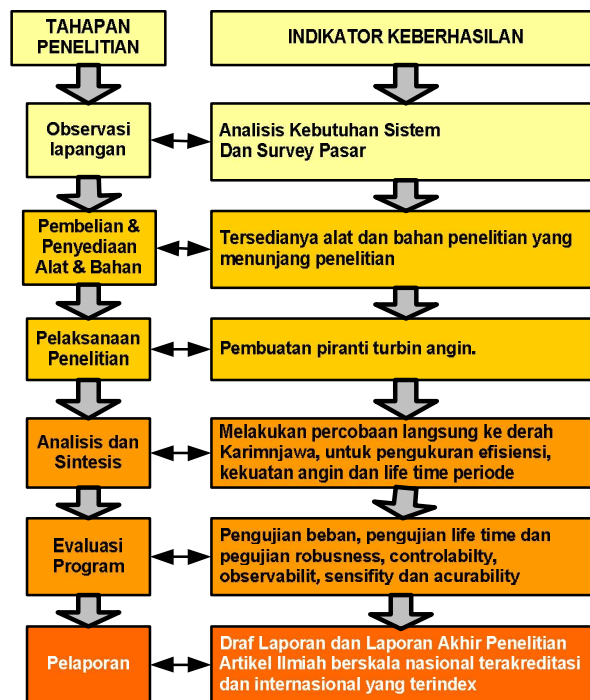 TAHAPAN
PENELITIAN
INDIKATOR KEBERHASILAN
Observasi
lapangan
Analisis Kebutuhan Sistem
Dan Survey Pasar
Pembelian &
Penyediaan
Alat & Bahan
Tersedianya alat dan bahan penelitian yang
menunjang penelitian
Pelaksanaan
Penelitian
Pembuatan piranti turbin angin.
Analisis dan
Sintesis
Melakukan percobaan langsung ke derah
Karimnjawa, untuk pengukuran efisiensi,
kekuatan angin dan life time periode
Evaluasi
Program
Pengujian beban, pengujian life time dan
pegujian robusness, controlabilty,
observabilit, sensifity dan acurability
Pelaporan
Draf Laporan dan Laporan Akhir Penelitian
Artikel Ilmiah berskala nasional terakreditasi
dan internasional yang terindex